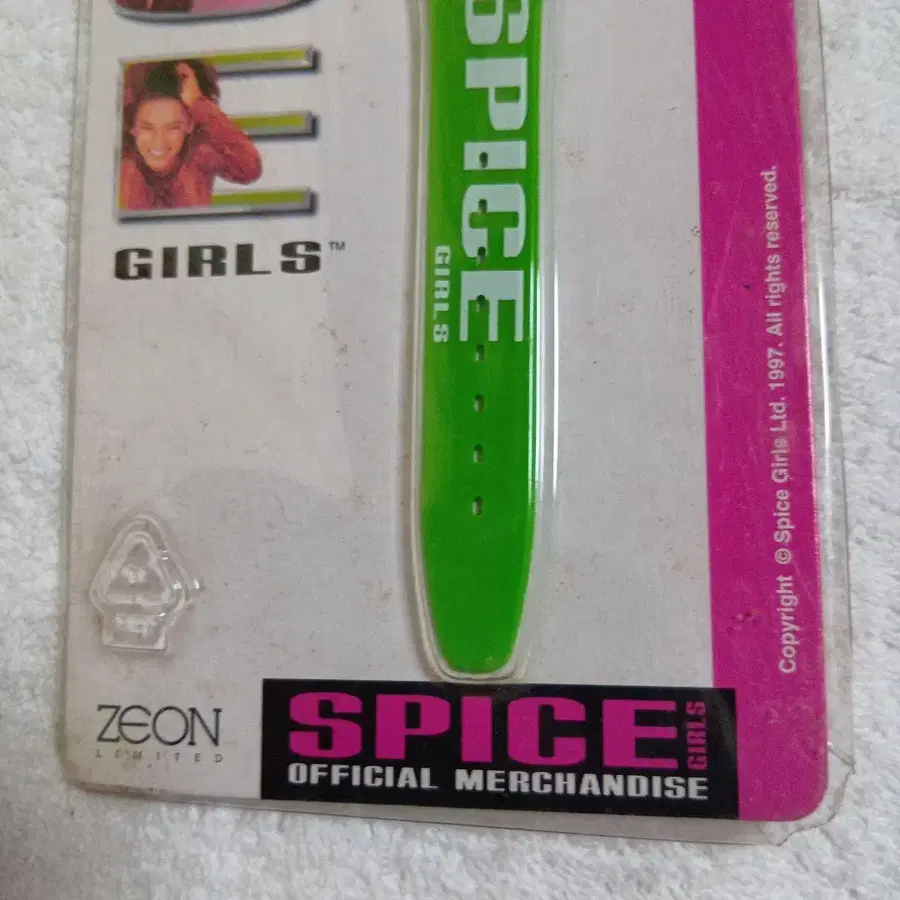 E
GIRLS™
SPICE
GIRLS
Copyright © Spice Girls Ltd. 1997. All rights reserved.
ZEON
LIMITED
SPICE GIRLS
OFFICIAL MERCHANDISE